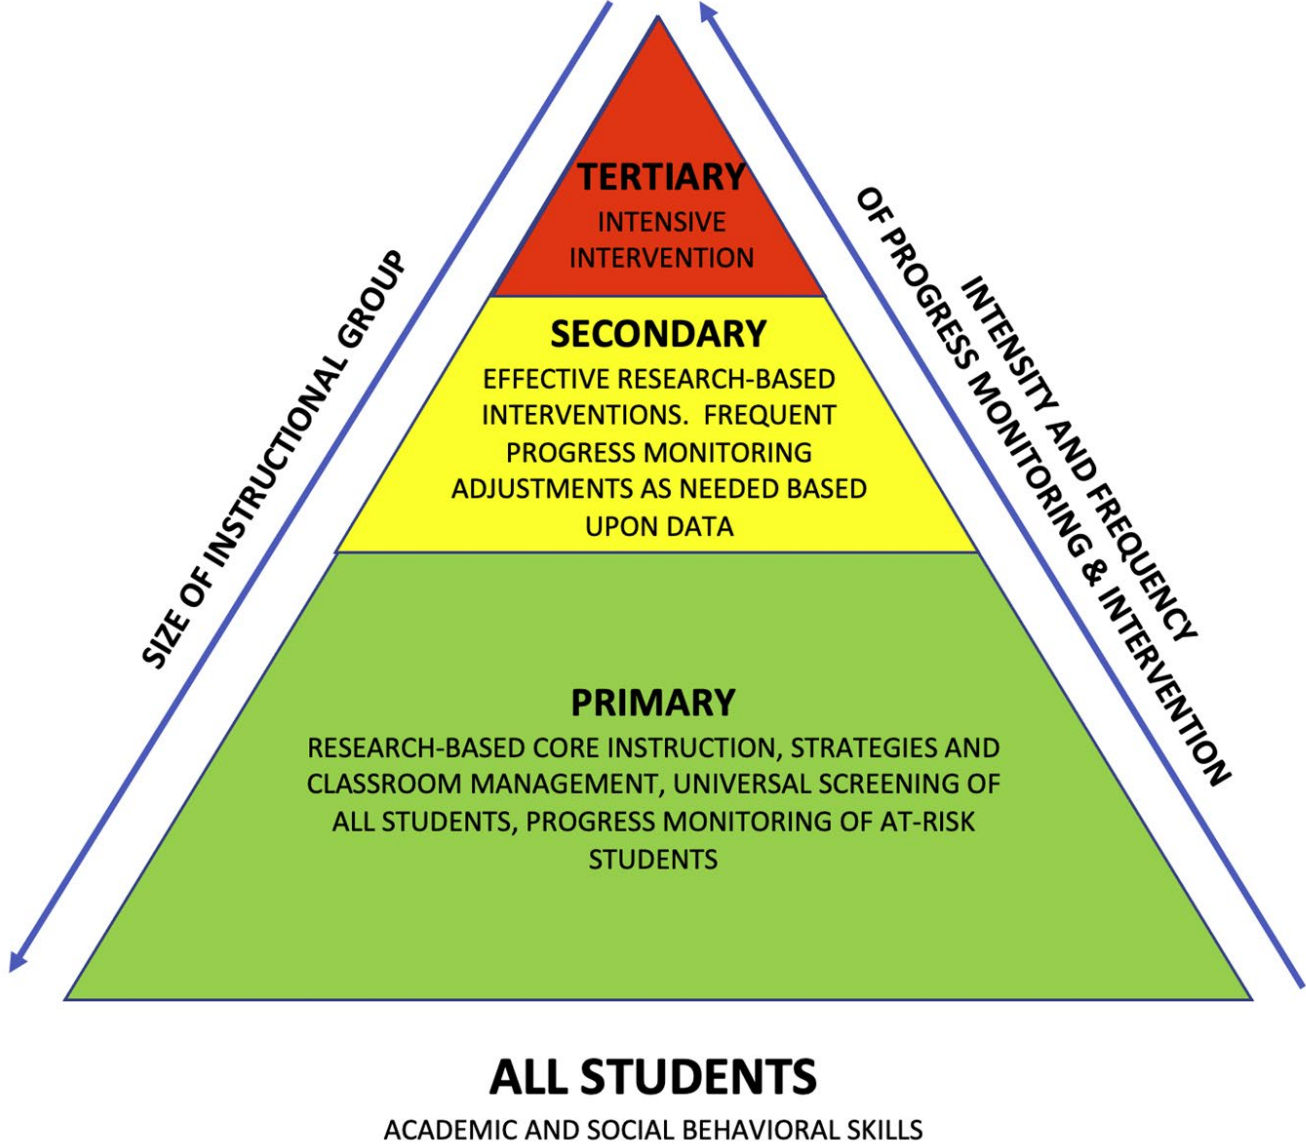 TERTIARY
INTENSIVE
INTERVENTION
SECONDARY
EFFECTIVE RESEARCH-BASED
INTERVENTIONS.  FREQUENT
PROGRESS MONITORING
ADJUSTMENTS AS NEEDED BASED
UPON DATA
PRIMARY
RESEARCH-BASED CORE INSTRUCTION, STRATEGIES AND
CLASSROOM MANAGEMENT, UNIVERSAL SCREENING OF
ALL STUDENTS, PROGRESS MONITORING OF AT-RISK
STUDENTS
SIZE OF INSTRUCTIONAL GROUP
INTENSITY AND FREQUENCY
OF PROGRESS MONITORING & INTERVENTION
ALL STUDENTS
ACADEMIC AND SOCIAL BEHAVIORAL SKILLS